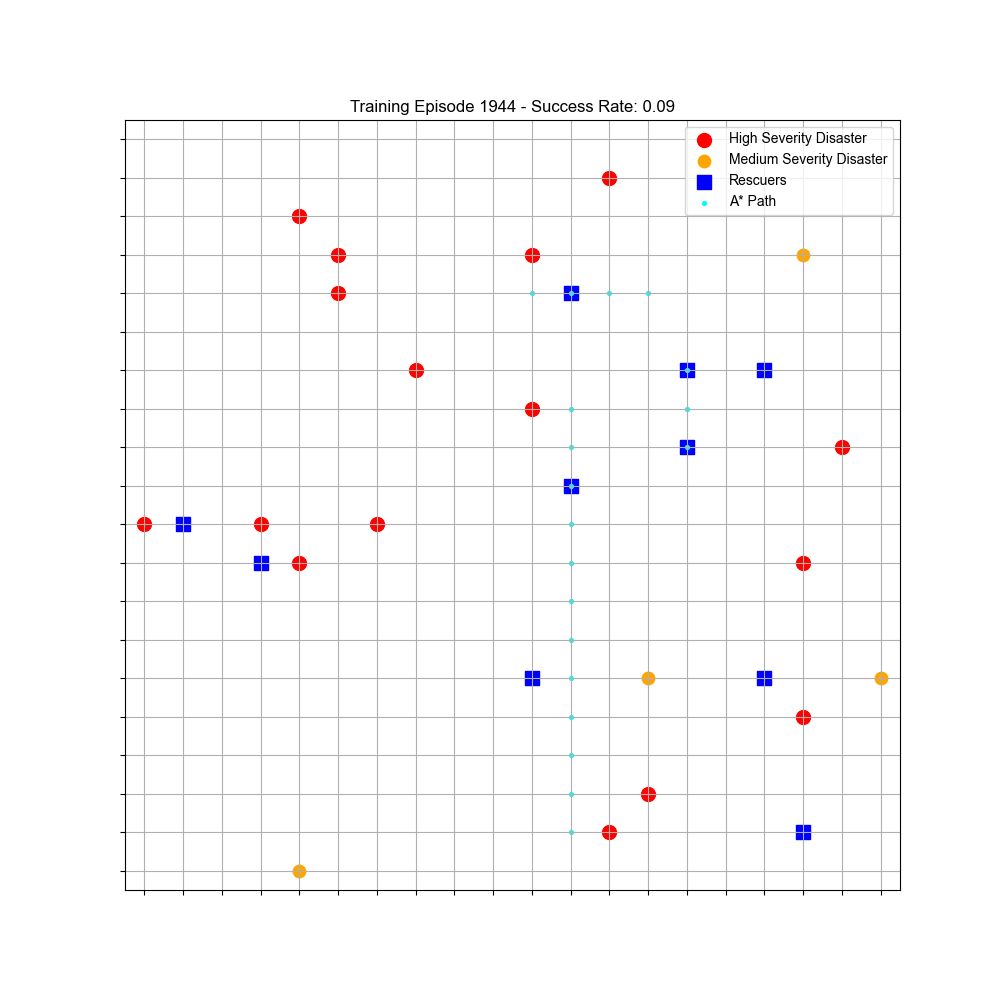 Training Episode 1944 - Success Rate: 0.09
High Severity Disaster
Medium Severity Disaster
Rescuers
A* Path